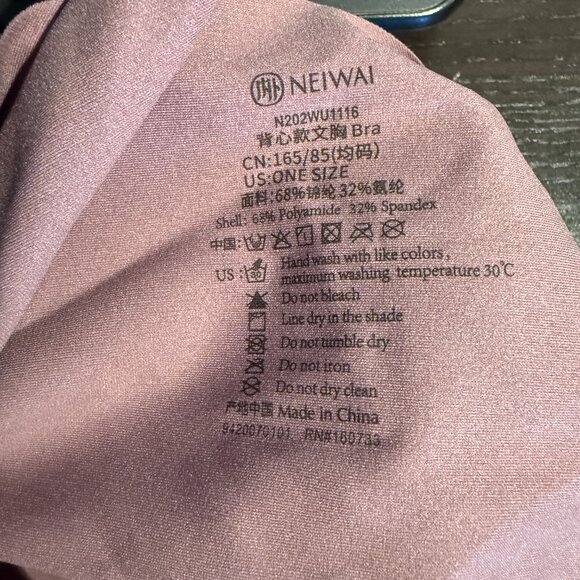 NEIWAI
N202WU1116
背心款文胸 Bra
CN:165/85(均码)
US:ONE SIZE
面料:68%锦纶 32%氨纶
Shell: 68% Polyamide 32% Spandex
中国:
US : 30 Hand wash with like colors,
maximum washing temperature 30℃
Do not bleach
Line dry in the shade
Do not tumble dry
Do not iron
Do not dry clean
产地中国 Made in China
9420070101 RN#160733